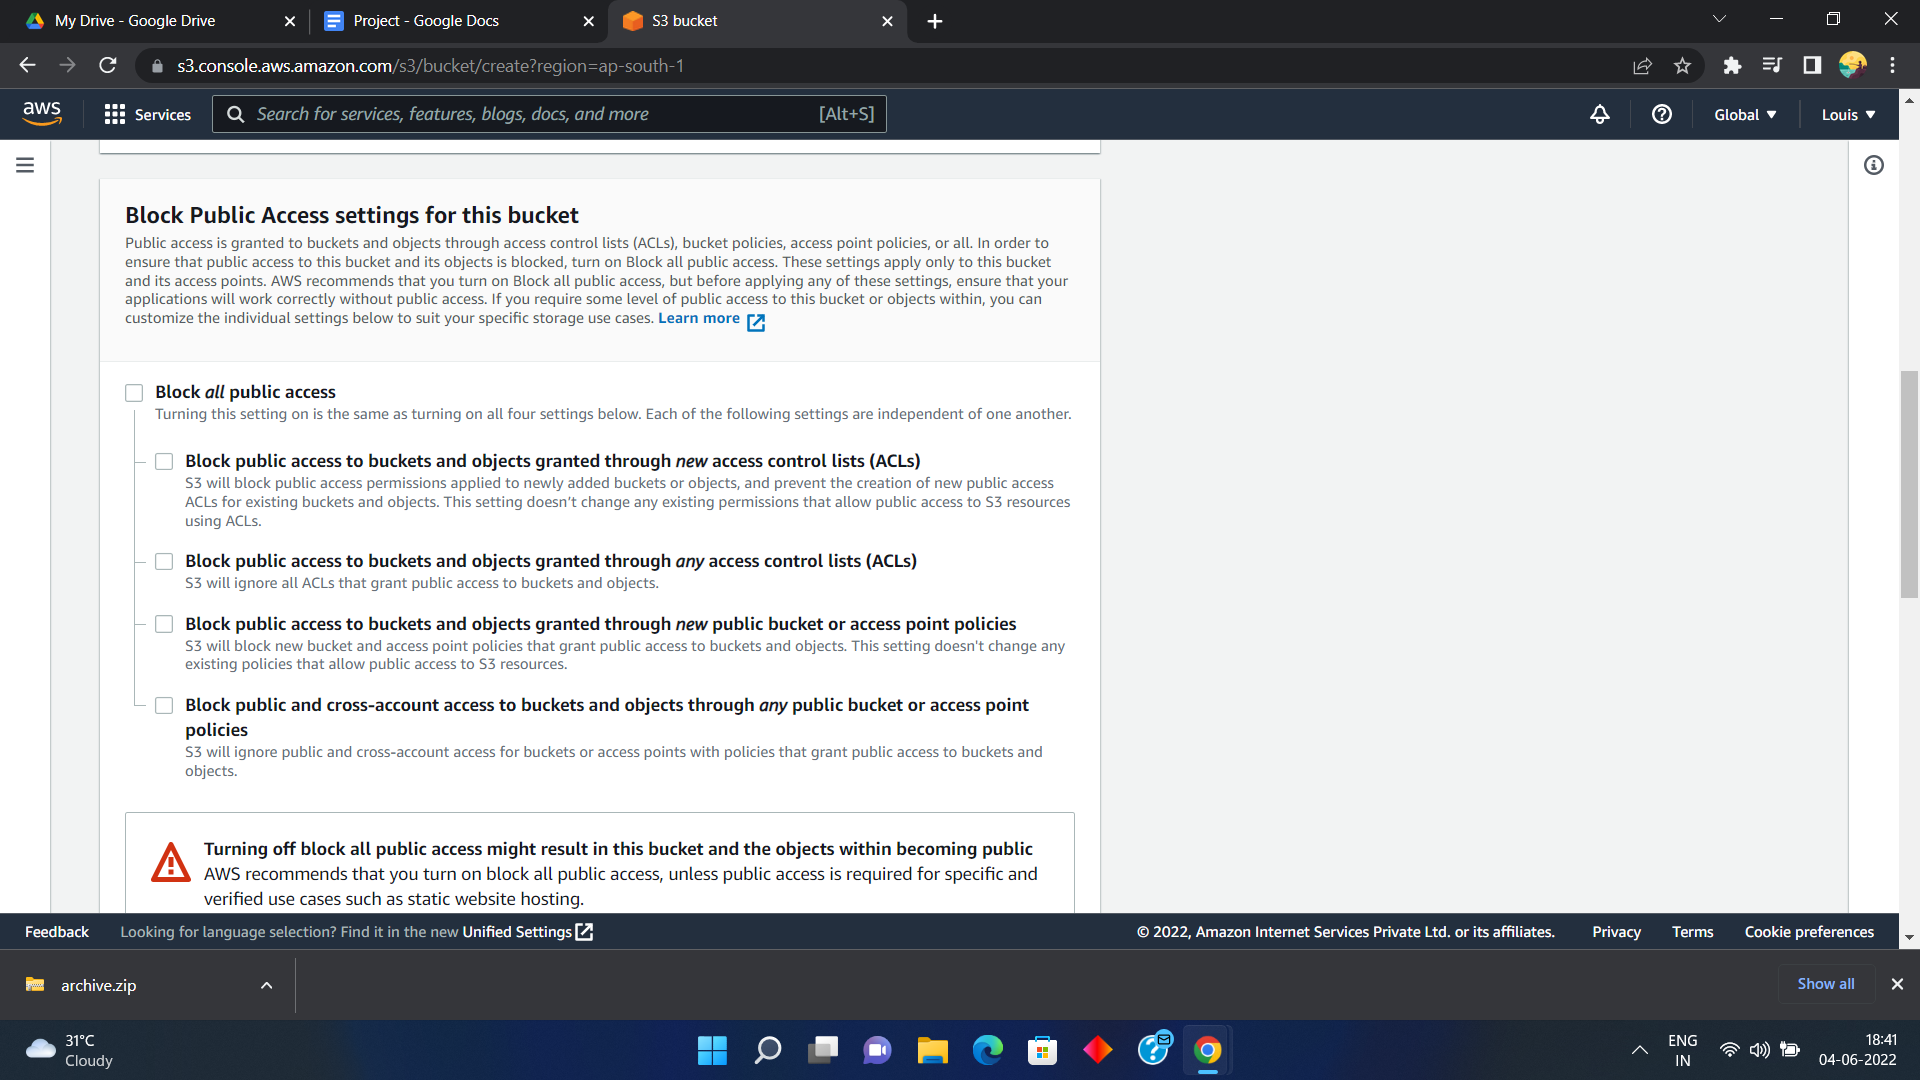 My Drive - Google Drive
Project - Google Docs
S3 bucket
s3.console.aws.amazon.com/s3/bucket/create?region=ap-south-1
aws
Services
Search for services, features, blogs, docs, and more
[Alt+S]
Global
Louis
Block Public Access settings for this bucket
Public access is granted to buckets and objects through access control lists (ACLs), bucket policies, access point policies, or all. In order to
ensure that public access to this bucket and its objects is blocked, turn on Block all public access. These settings apply only to this bucket
and its access points. AWS recommends that you turn on Block all public access, but before applying any of these settings, ensure that your
applications will work correctly without public access. If you require some level of public access to this bucket or objects within, you can
customize the individual settings below to suit your specific storage use cases. Learn more
Block all public access
Turning this setting on is the same as turning on all four settings below. Each of the following settings are independent of one another.
Block public access to buckets and objects granted through new access control lists (ACLs)
S3 will block public access permissions applied to newly added buckets or objects, and prevent the creation of new public access
ACLs for existing buckets and objects. This setting doesn't change any existing permissions that allow public access to S3 resources
using ACLs.
Block public access to buckets and objects granted through any access control lists (ACLs)
S3 will ignore all ACLs that grant public access to buckets and objects.
Block public access to buckets and objects granted through new public bucket or access point policies
S3 will block new bucket and access point policies that grant public access to buckets and objects. This setting doesn't change any
existing policies that allow public access to S3 resources.
Block public and cross-account access to buckets and objects through any public bucket or access point
policies
S3 will ignore public and cross-account access for buckets or access points with policies that grant public access to buckets and
objects.
Turning off block all public access might result in this bucket and the objects within becoming public
AWS recommends that you turn on block all public access, unless public access is required for specific and
verified use cases such as static website hosting.
Feedback
Looking for language selection? Find it in the new Unified Settings
© 2022, Amazon Internet Services Private Ltd. or its affiliates.
Privacy
Terms
Cookie preferences
archive.zip
Show all
31°C
Cloudy
ENG
IN
18:41
04-06-2022